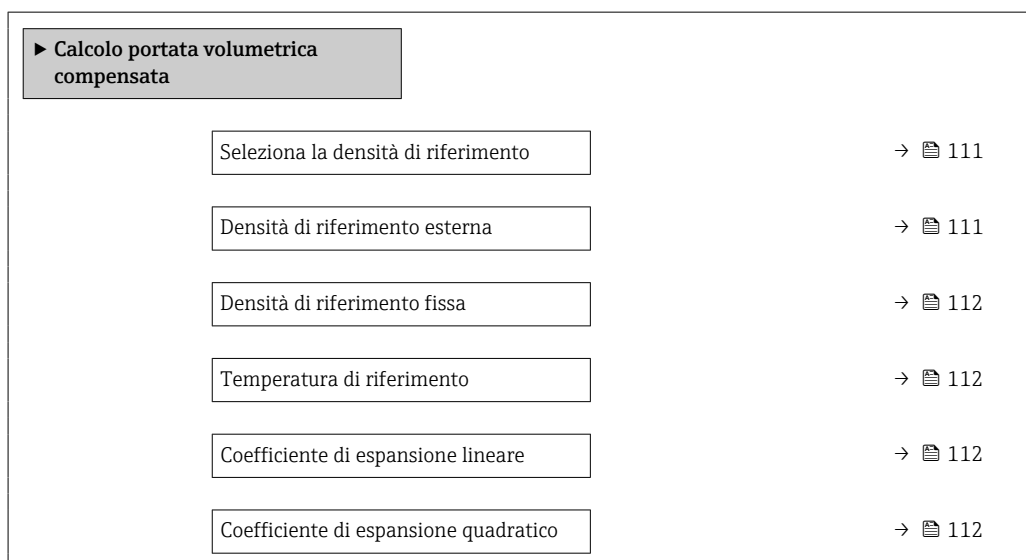 ▶ Calcolo portata volumetrica
compensata
Seleziona la densità di riferimento → 111
Densità di riferimento esterna → 111
Densità di riferimento fissa → 112
Temperatura di riferimento → 112
Coefficiente di espansione lineare → 112
Coefficiente di espansione quadratico → 112